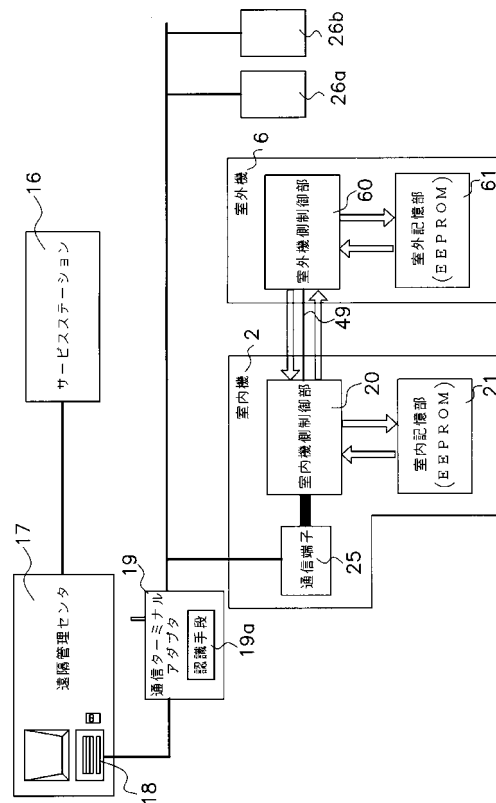 17
遠隔管理センタ
18
16
サービスステーション
19
通信ターミナル
アダプタ
認識手段
19a
26a
26b
室内機
2
通信端子
25
室内機側制御部
20
室内記憶部
(EEPROM)
21
49
室外機
6
室外機側制御部
60
室外記憶部
(EEPROM)
61